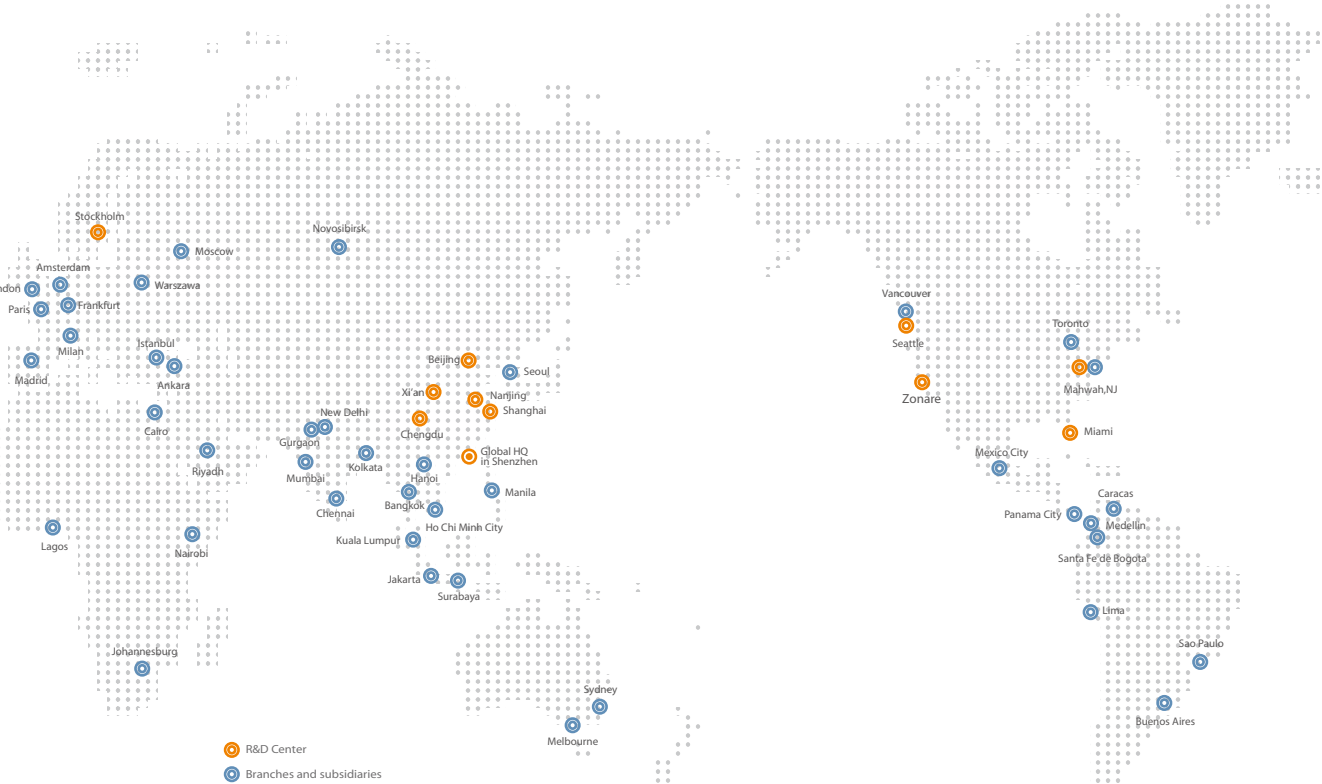 Stockholm
Novosibirsk
Moscow
Amsterdam
ndon
Warszawa
Paris
Frankfurt
Milan
Istanbul
Madrid
Ankara
Cairo
Riyadh
Lagos
Nairobi
Johannesburg
Beijing
Seoul
Xi'an
Nanjing
Shanghai
Chengdu
New Delhi
Gurgaon
Mumbai
Kolkata
Chennai
Global HQ
in Shenzhen
Hanoi
Bangkok
Manila
Ho Chi Minh City
Kuala Lumpur
Jakarta
Surabaya
Sydney
Melbourne
Vancouver
Seattle
Zonare
Toronto
Mahwah,NJ
Miami
Mexico City
Caracas
Panama City
Medellin
Santa Fe de Bogota
Lima
Sao Paulo
Buenos Aires
R&D Center
Branches and subsidiaries